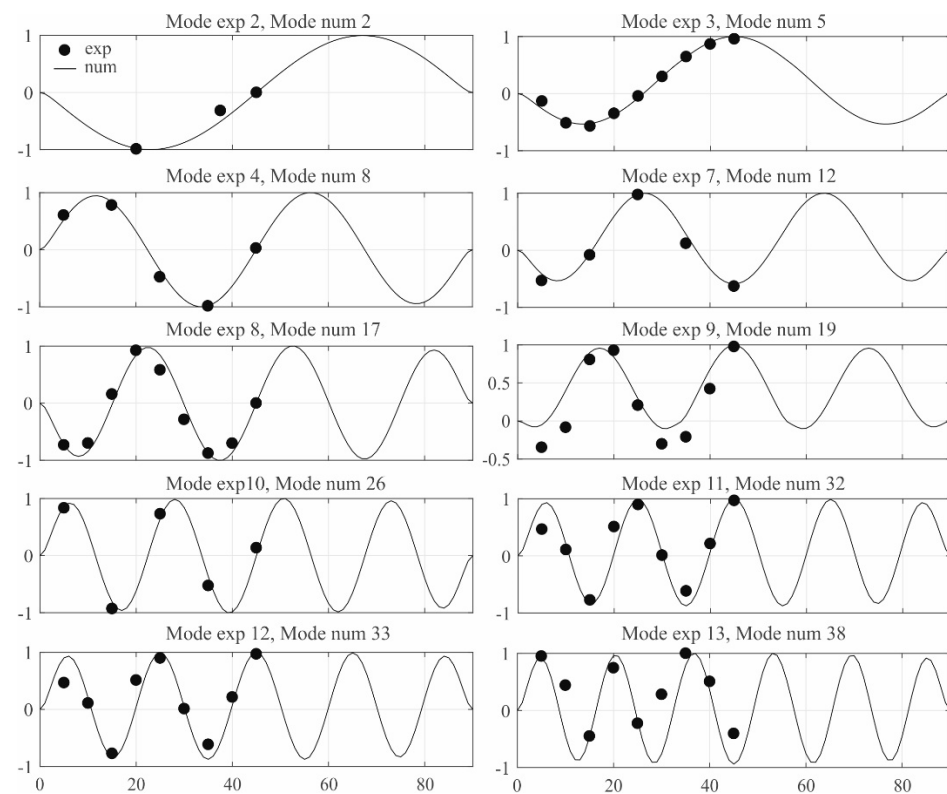 Mode exp 2, Mode num 2
1
0
-1
exp
num
Mode exp 3, Mode num 5
1
0
-1
Mode exp 4, Mode num 8
1
0
-1
Mode exp 7, Mode num 12
1
0
-1
Mode exp 8, Mode num 17
1
0
-1
Mode exp 9, Mode num 19
1
0.5
0
-0.5
Mode exp10, Mode num 26
1
0
-1
Mode exp 11, Mode num 32
1
0
-1
Mode exp 12, Mode num 33
1
0
-1
0 20 40 60 80
Mode exp 13, Mode num 38
1
0
-1
0 20 40 60 80